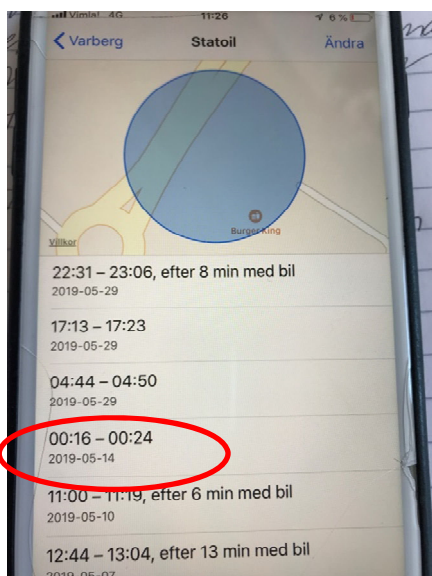 Vimla! 4G 11:26 6 %
Varberg Statoil Ändra
Burger King
Villkor
22:31 – 23:06, efter 8 min med bil
2019-05-29
17:13 – 17:23
2019-05-29
04:44 – 04:50
2019-05-29
00:16 – 00:24
2019-05-14
11:00 – 11:19, efter 6 min med bil
2019-05-10
12:44 – 13:04, efter 13 min med bil
2019-05-07